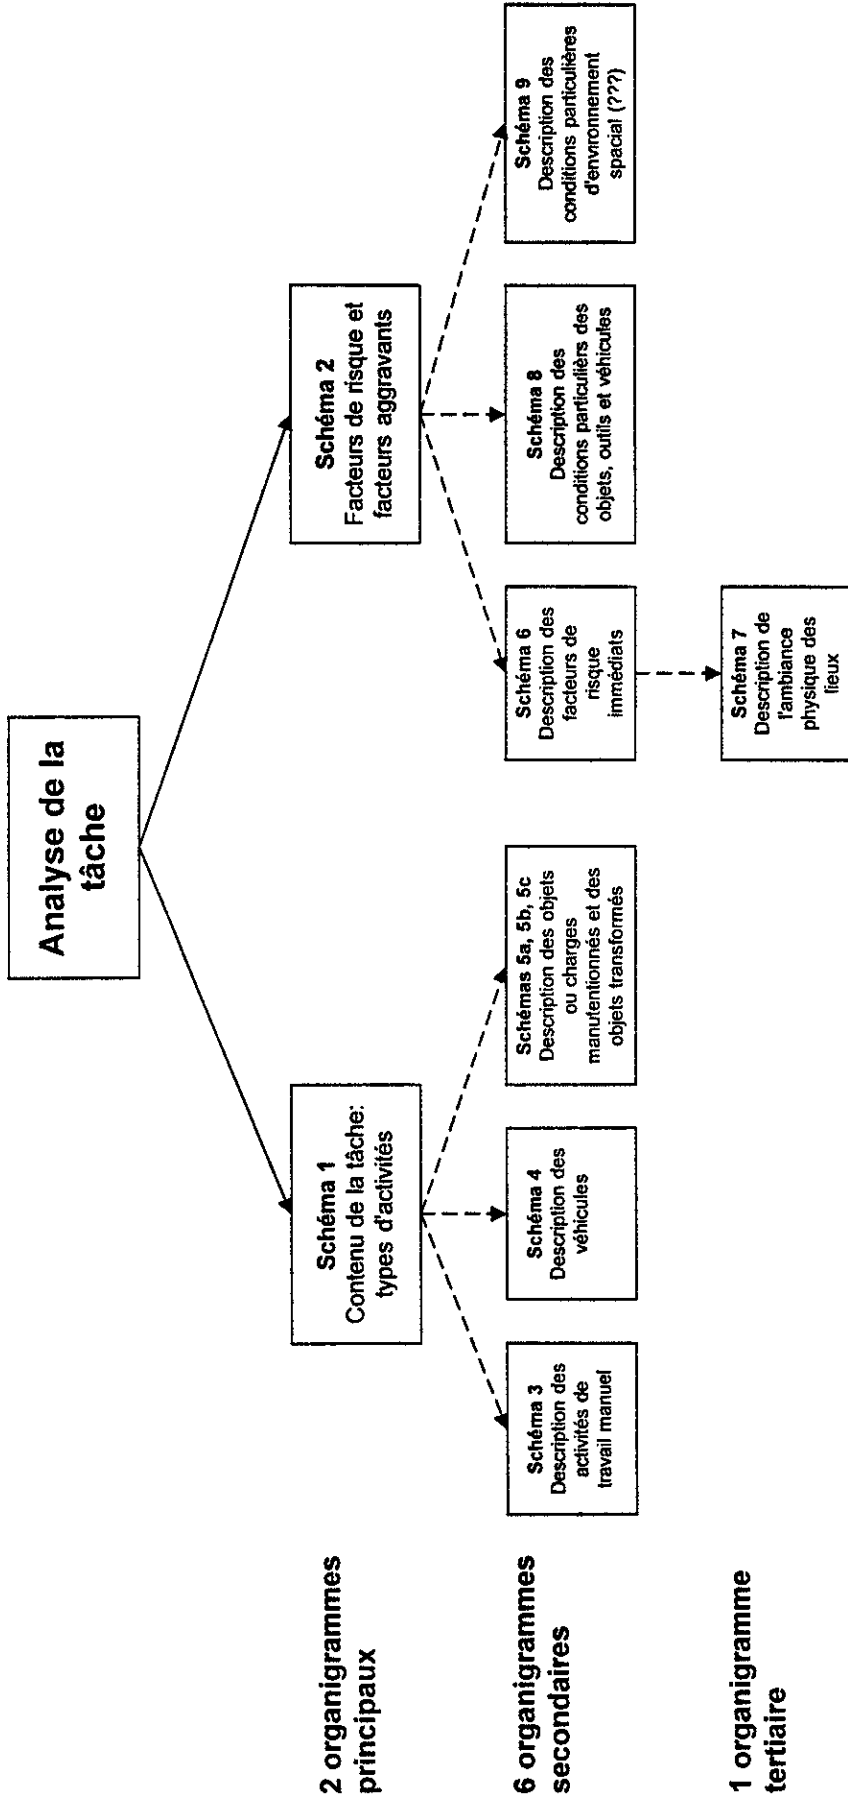 Analyse de la
tâche
2 organigrammes
principaux
Schéma 1
Contenu de la tâche:
types d'activités
Schéma 2
Facteurs de risque et
facteurs aggravants
6 organigrammes
secondaires
Schéma 3
Description des
activités de
travail manuel
Schéma 4
Description des
véhicules
Schémas 5a, 5b, 5c
Description des objets
ou charges
manutentionnés et des
objets transformés
Schéma 6
Description des
facteurs de
risque
immédiats
Schéma 8
Description des
conditions particulièrs des
objets, outils et véhicules
Schéma 9
Description des
conditions particulières
d'environnement
spacial (???)
1 organigramme
tertiaire
Schéma 7
Description de
l'ambiance
physique des
lieux